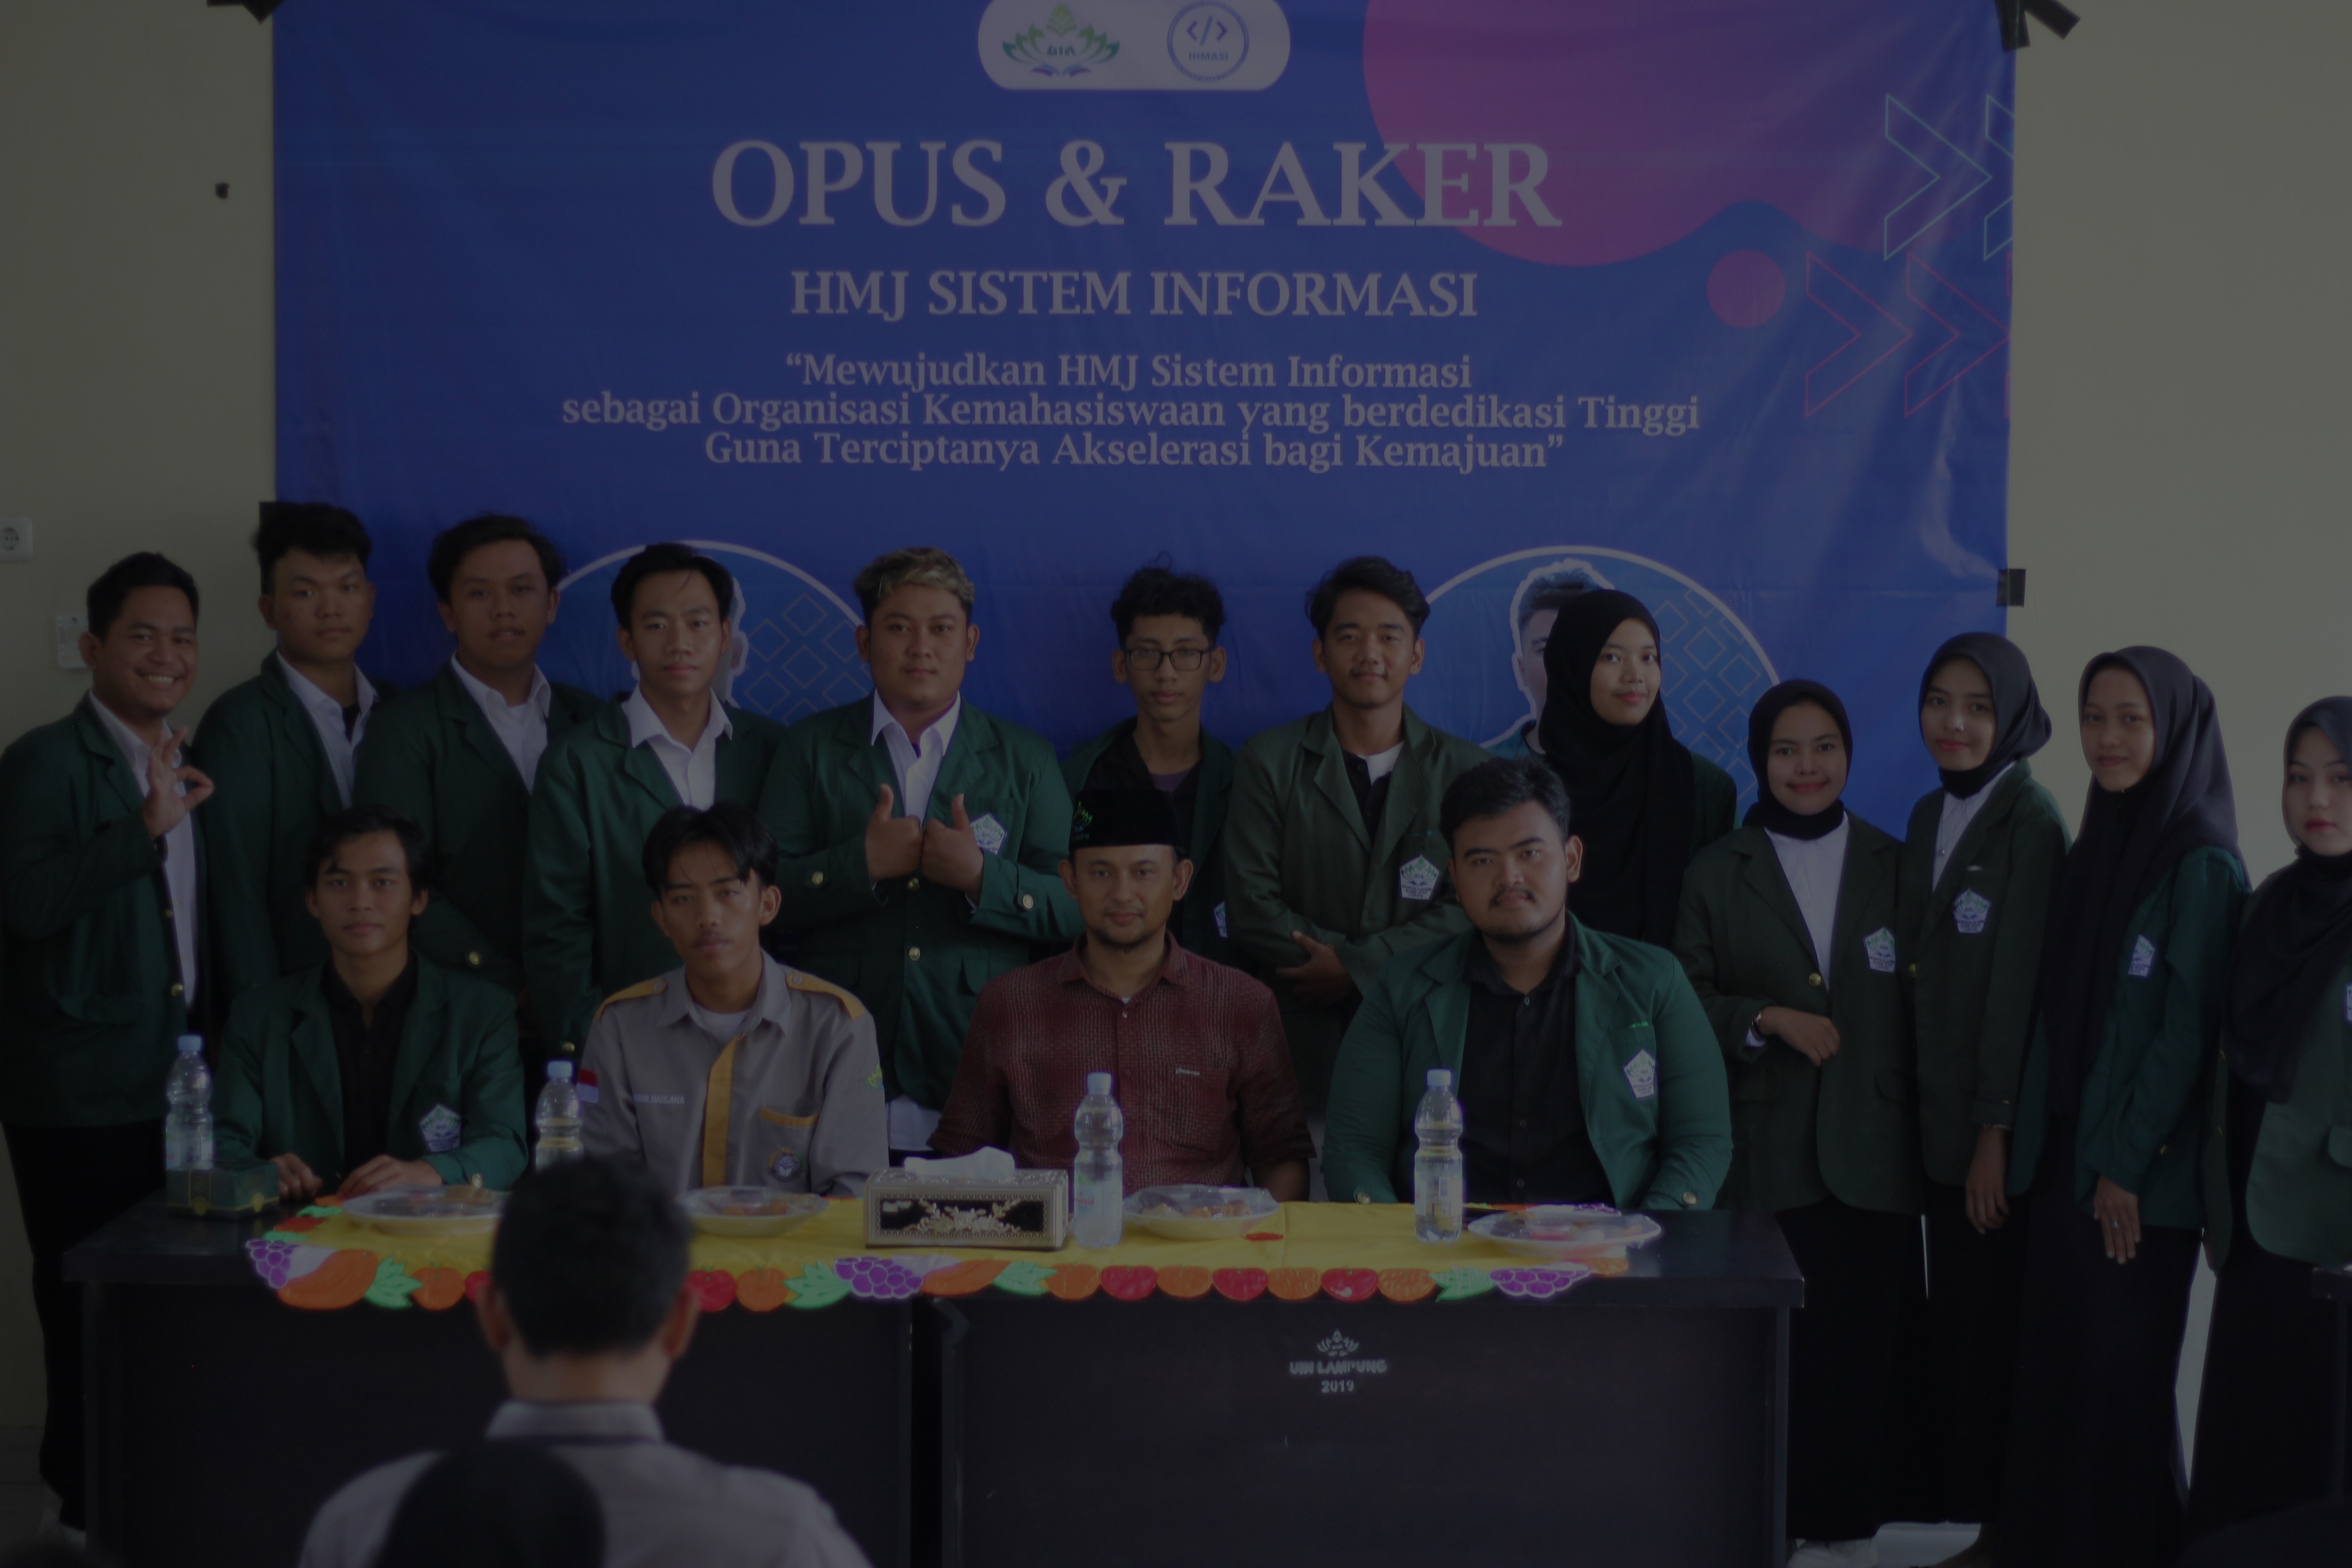 HIMASI
OPUS & RAKER
HMJ SISTEM INFORMASI
“Mewujudkan HMJ Sistem Informasi
sebagai Organisasi Kemahasiswaan yang berdedikasi Tinggi
Guna Terciptanya Akselerasi bagi Kemajuan”
UIN LAMPUNG
2019